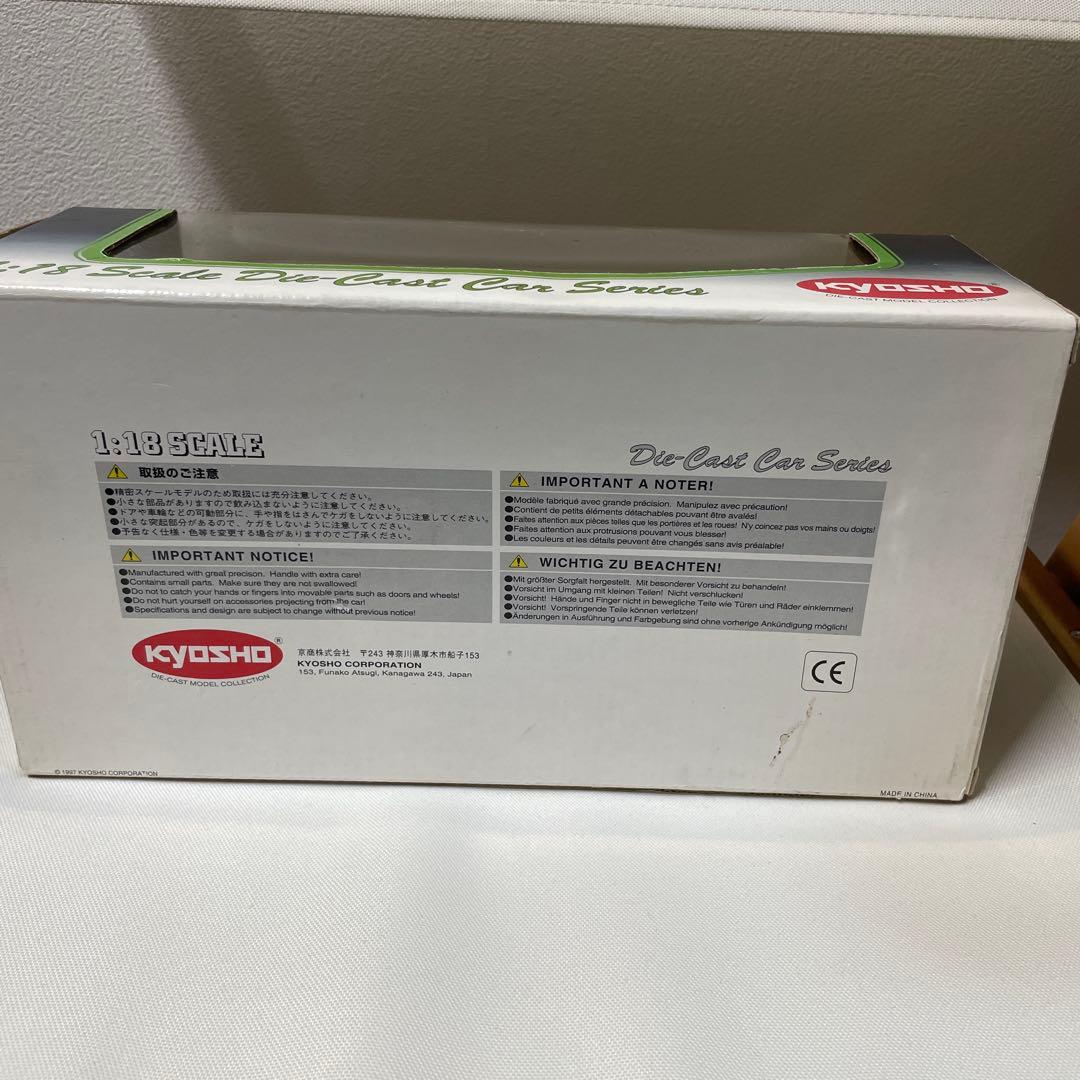 1:18 Scale Die-Cast Car Series
KYOSHO ®
DIE-CAST MODEL COLLECTION
1:18 SCALE
Die-Cast Car Series
取扱のご注意
●精密スケールモデルのため取扱には充分注意してください。
●小さな部品がありますので飲み込まないように注意してください。
●ドアや車輪などの可動部分に、手や指をはさんでケガをしないように注意してください。
●小さな突起部分があるので、ケガをしないように注意してください。
●予告なく仕様・色等を変更する場合がありますのでご了承ください。
IMPORTANT NOTICE!
●Manufactured with great precison. Handle with extra care!
●Contains small parts. Make sure they are not swallowed!
●Do not to catch your hands or fingers into movable parts such as doors and wheels!
●Do not hurt yourself on accessories projecting from the car!
●Specifications and design are subject to change without previous notice!
IMPORTANT A NOTER!
●Modèle fabriqué avec grande précision. Manipulez avec précaution!
●Contient de petits éléments détachables pouvant être avalés!
●Faites attention aux pièces telles que les portières et les roues! N'y coincez pas vos mains ou doigts!
●Faites attention aux protrusions pouvant vous blesser!
●Les couleurs et les détails peuvent être changés sans avis préalable!
WICHTIG ZU BEACHTEN!
●Mit größter Sorgfalt hergestellt. Mit besonderer Vorsicht zu behandeln!
●Vorsicht im Umgang mit kleinen Teilen! Nicht verschlucken!
●Vorsicht! Hände und Finger nicht in bewegliche Teile wie Türen und Räder einklemmen!
●Vorsicht! Vorspringende Teile können verletzen!
●Änderungen in Ausführung und Farbgebung sind ohne vorherige Ankündigung möglich!
KYOSHO ®
DIE-CAST MODEL COLLECTION
京商株式会社 〒243 神奈川県厚木市船子153
KYOSHO CORPORATION
153, Funako Atsugi, Kanagawa 243, Japan
CE
© 1997 KYOSHO CORPORATION
MADE IN CHINA